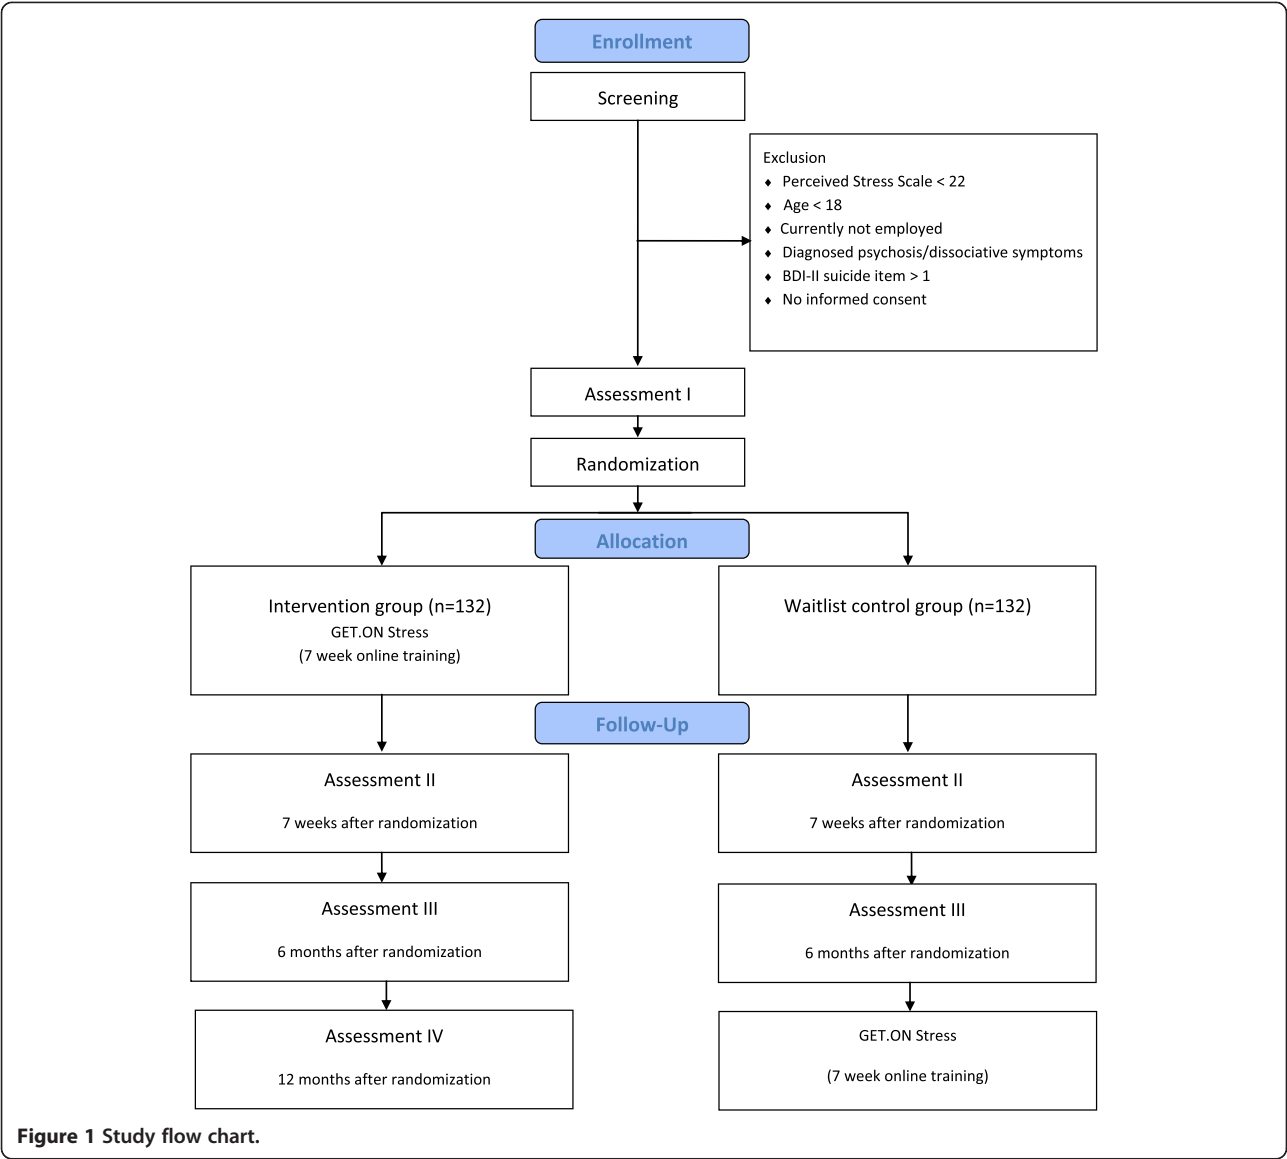 Enrollment
Screening
Exclusion
♦ Perceived Stress Scale < 22
♦ Age < 18
♦ Currently not employed
♦ Diagnosed psychosis/dissociative symptoms
♦ BDI-II suicide item > 1
♦ No informed consent
Assessment I
Randomization
Allocation
Intervention group (n=132)
GET.ON Stress
(7 week online training)
Waitlist control group (n=132)
Follow-Up
Assessment II
7 weeks after randomization
Assessment II
7 weeks after randomization
Assessment III
6 months after randomization
Assessment III
6 months after randomization
Assessment IV
12 months after randomization
GET.ON Stress
(7 week online training)
Figure 1 Study flow chart.